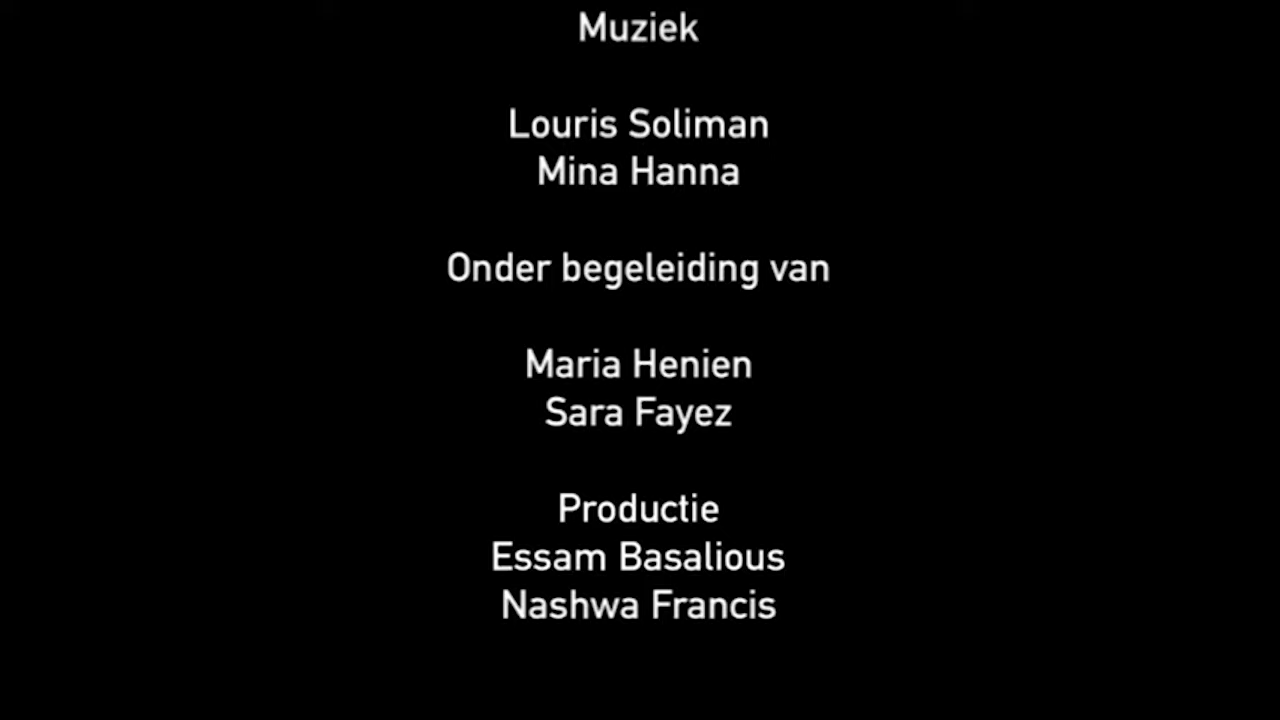 Muziek
Louris Soliman
Mina Hanna
Onder begeleiding van
Maria Henien
Sara Fayez
Productie
Essam Basalious
Nashwa Francis